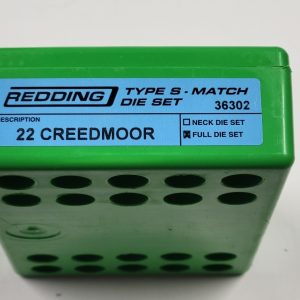 REDDING TYPE S - MATCH
DIE SET
36302
DESCRIPTION
22 CREEDMOOR
NECK DIE SET
FULL DIE SET